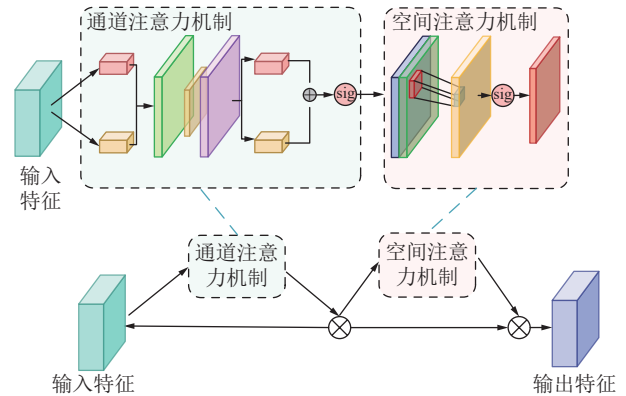 通道注意力机制
空间注意力机制
sig
sig
输入
特征
通道注意
力机制
空间注意
力机制
输入特征
输出特征